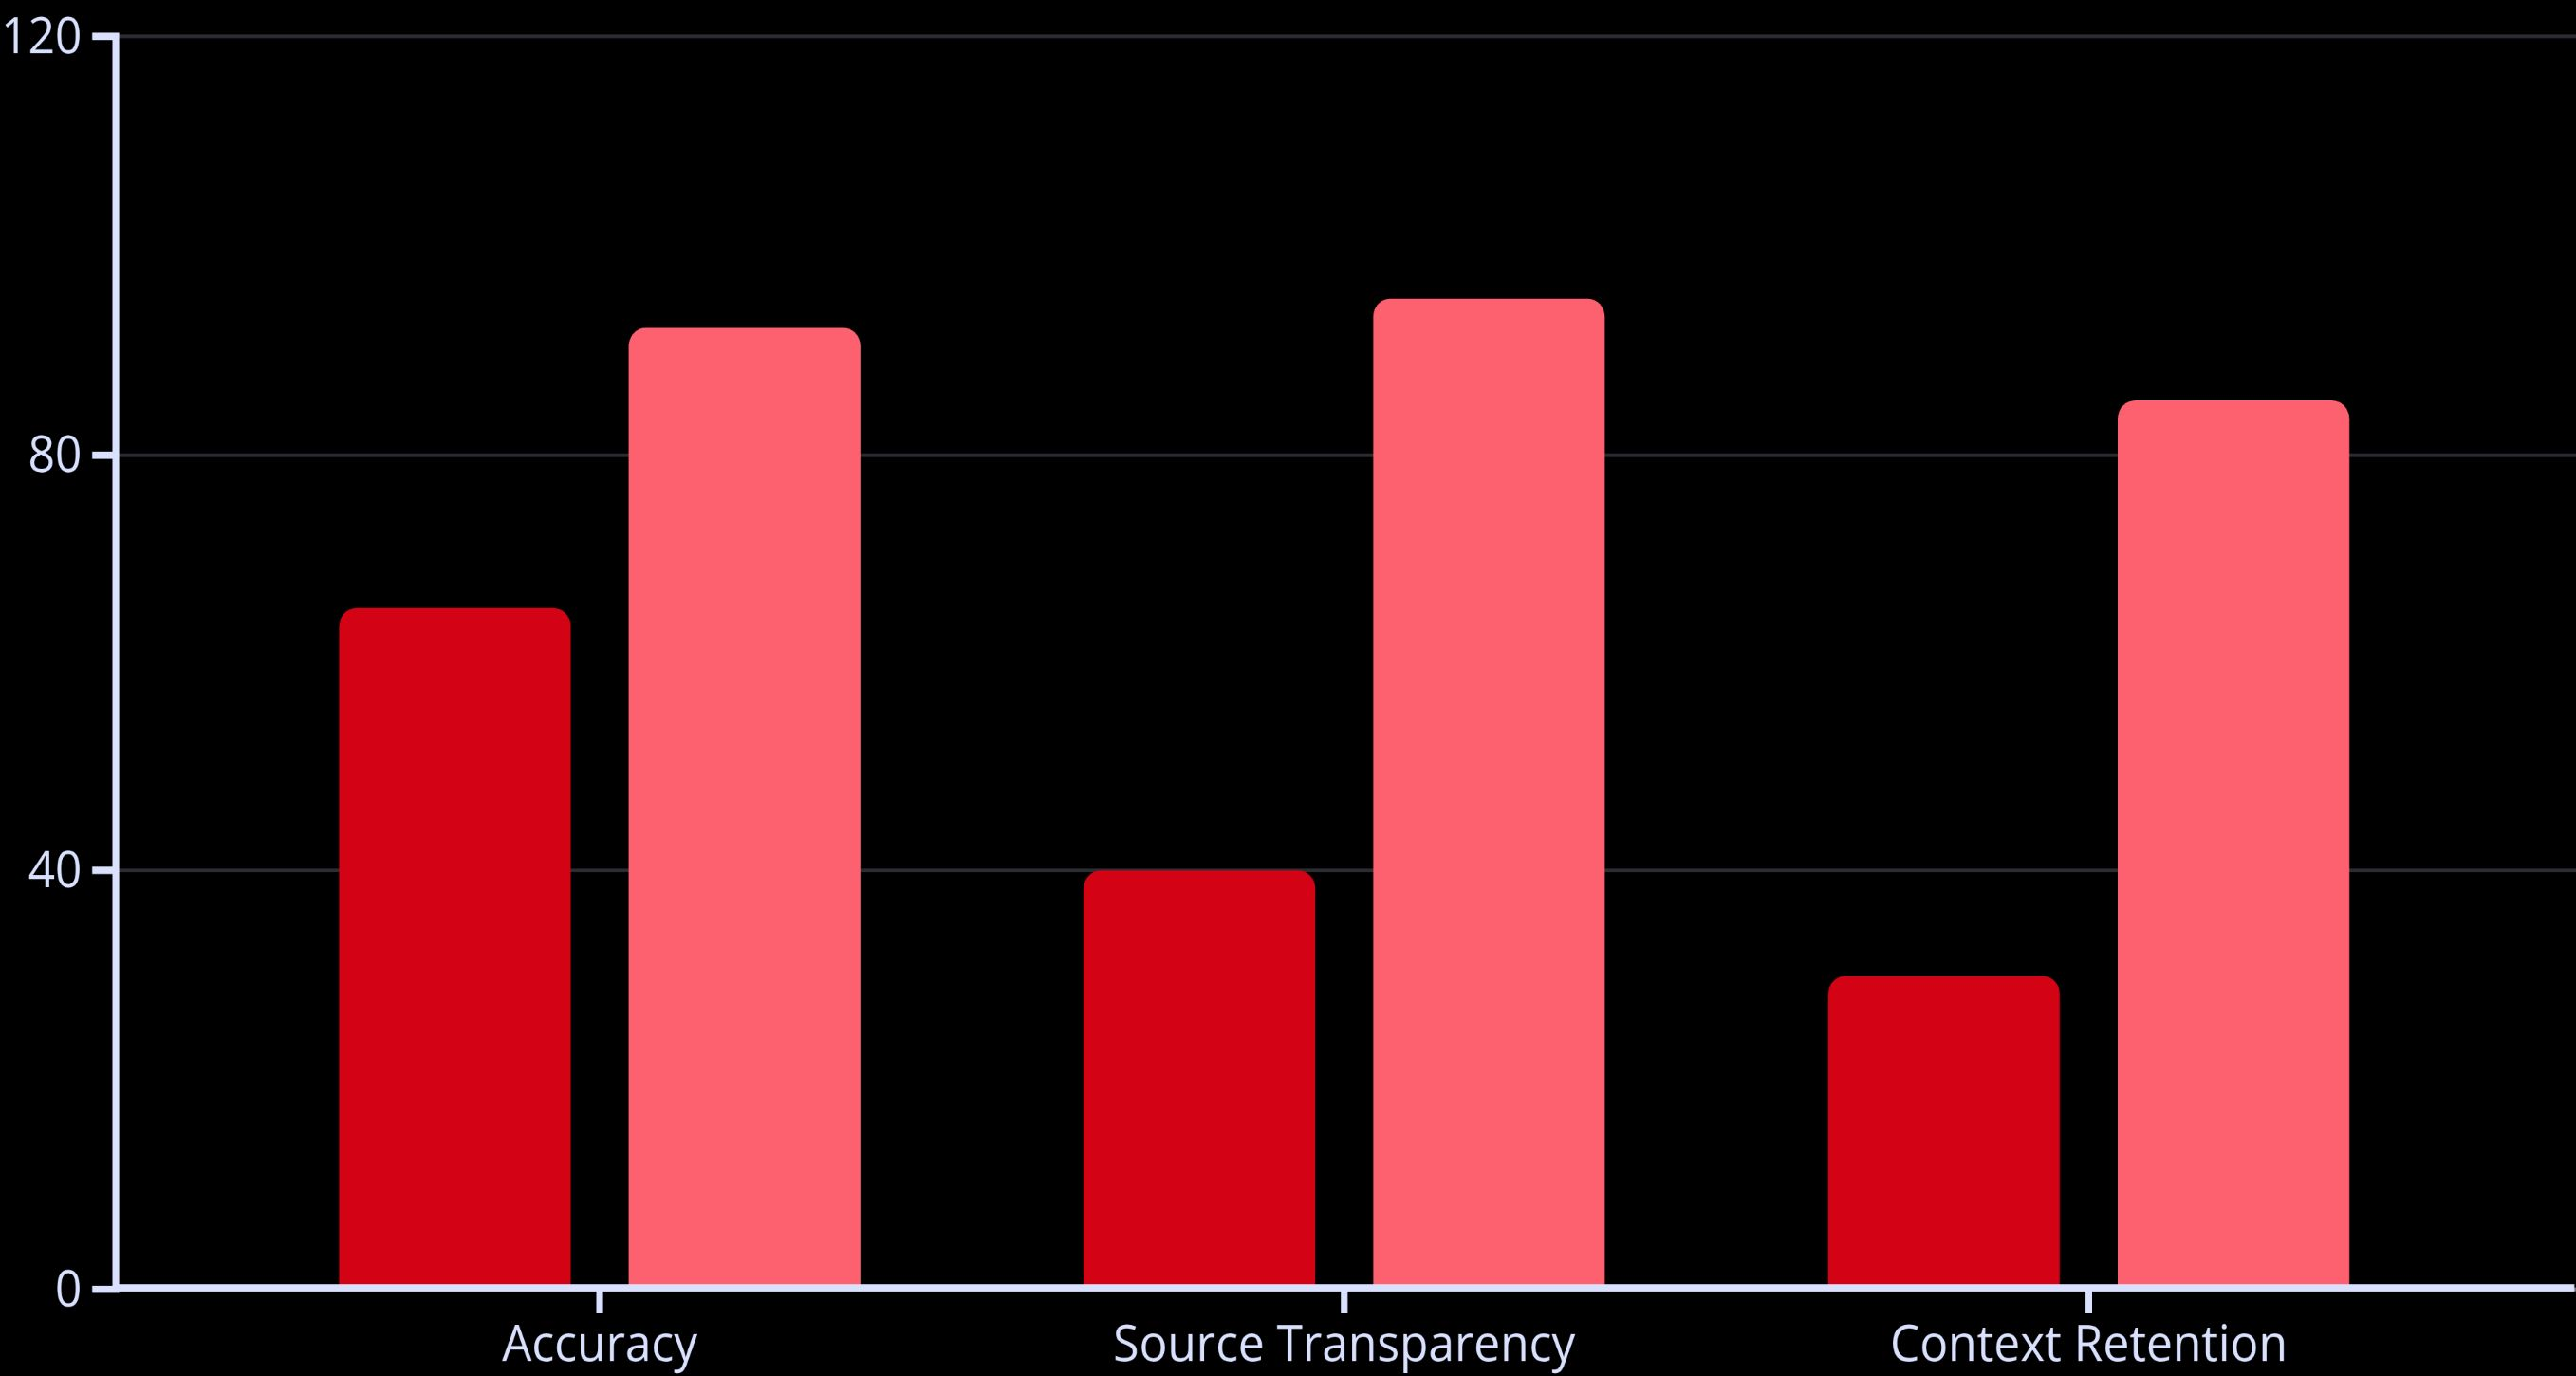 120
80
40
0
Accuracy
Source Transparency
Context Retention